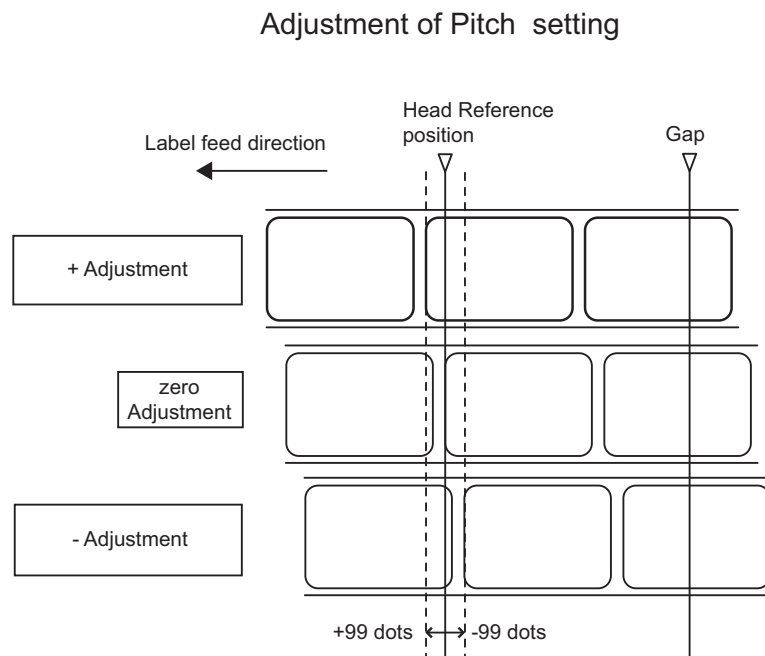 Adjustment of Pitch setting
Head Reference
position
Gap
Label feed direction
+ Adjustment
zero
Adjustment
- Adjustment
+99 dots
-99 dots